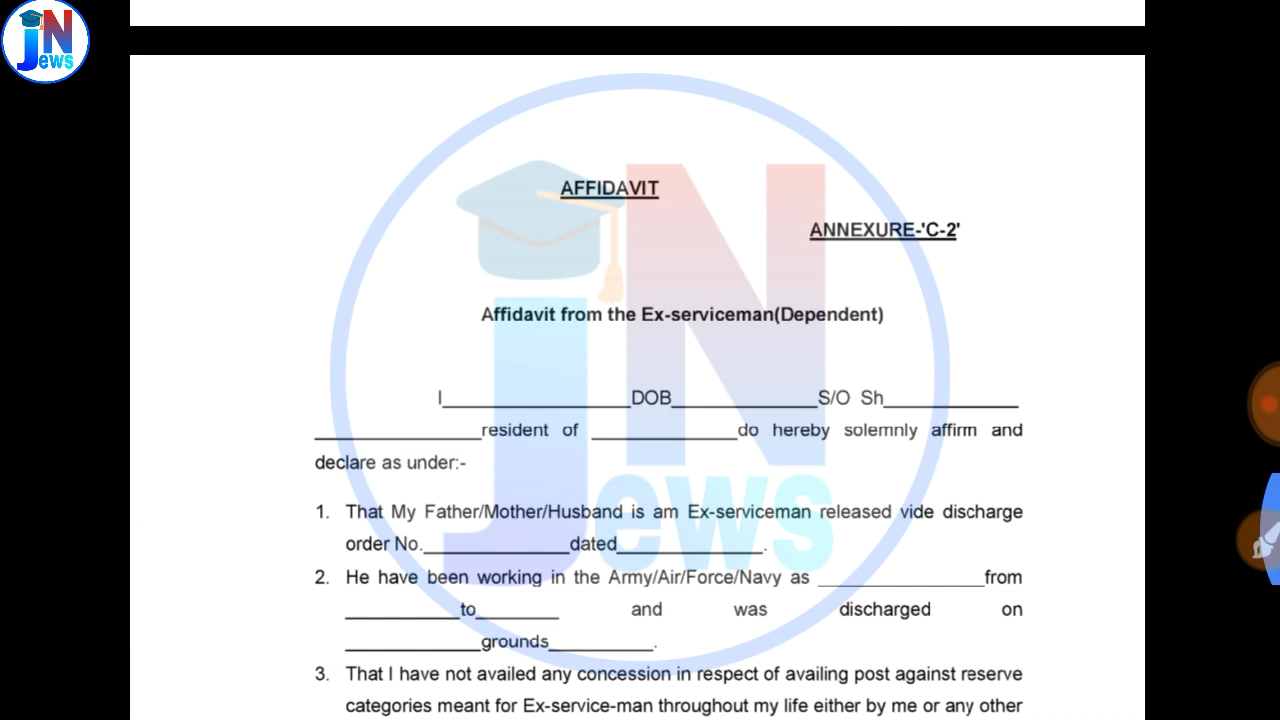 JN
ews
AFFIDAVIT
ANNEXURE-'C-2'
Affidavit from the Ex-serviceman(Dependent)
I__________________DOB______________S/O Sh_____________
________________resident of ______________do hereby solemnly affirm and
declare as under:-
1. That My Father/Mother/Husband is am Ex-serviceman released vide discharge
order No.______________dated______________.
2. He have been working in the Army/Air/Force/Navy as ________________from
___________to________ and was discharged on
_____________grounds__________.
3. That I have not availed any concession in respect of availing post against reserve
categories meant for Ex-service-man throughout my life either by me or any other
JN
ews